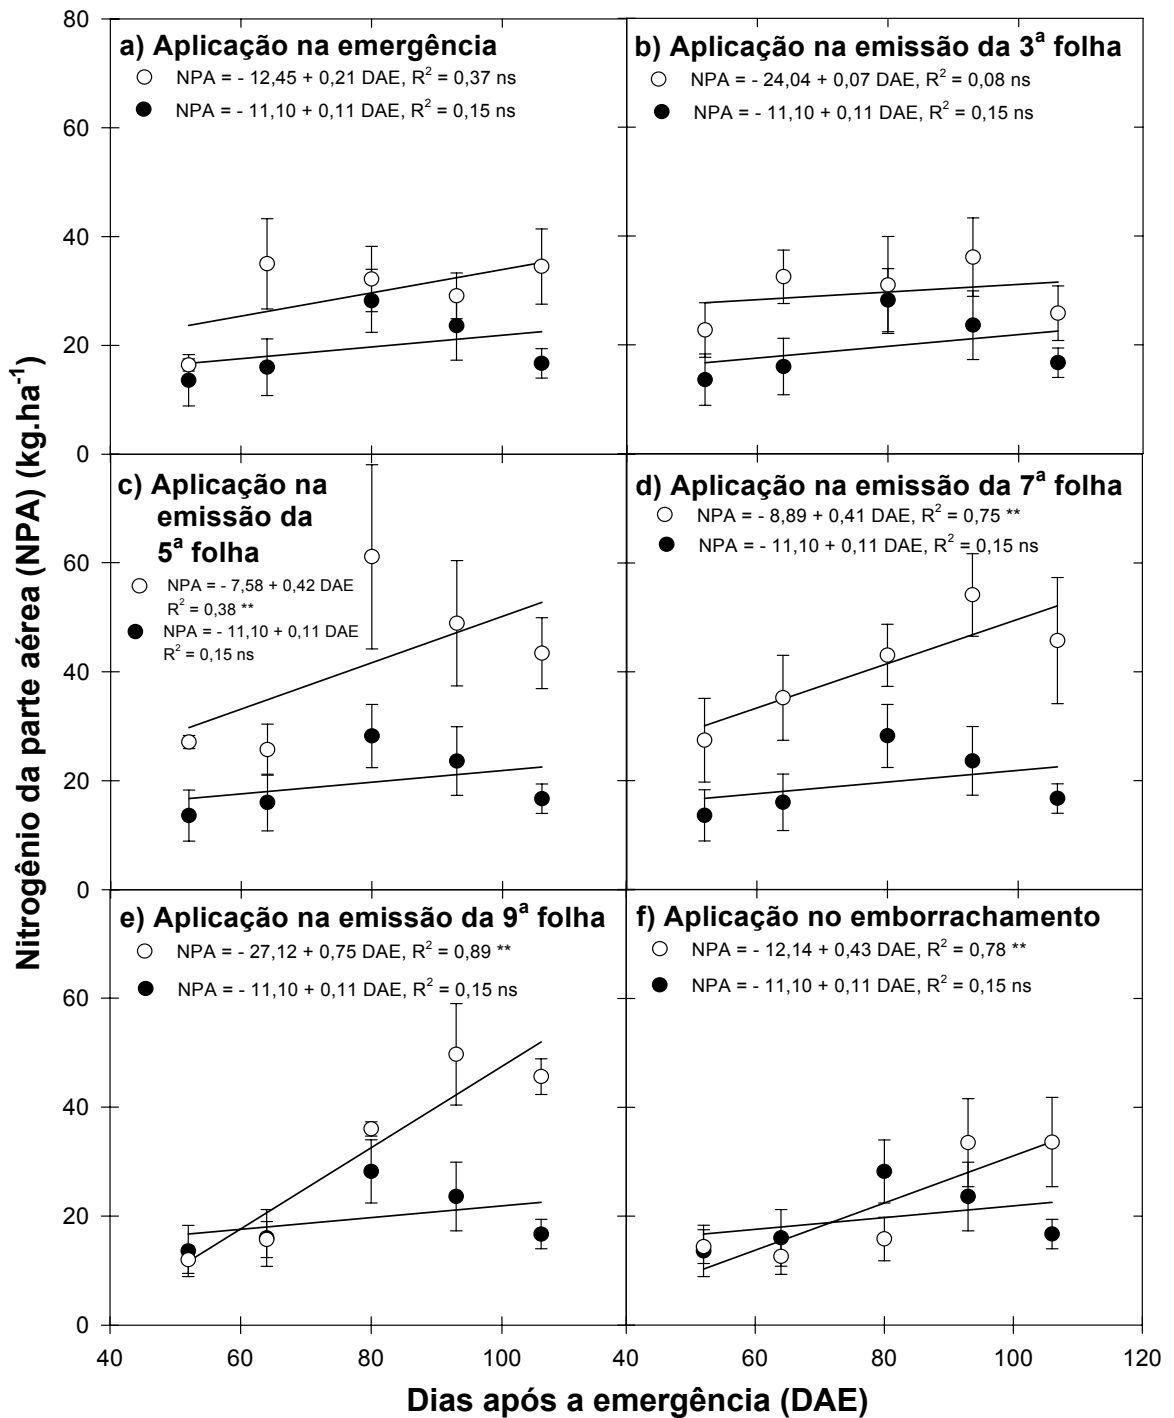 Nitrogênio da parte aérea (NPA) (kg.ha⁻¹)
80
60
40
20
0
a) Aplicação na emergência
NPA = - 12,45 + 0,21 DAE, R² = 0,37 ns
NPA = - 11,10 + 0,11 DAE, R² = 0,15 ns
b) Aplicação na emissão da 3ª folha
NPA = - 24,04 + 0,07 DAE, R² = 0,08 ns
NPA = - 11,10 + 0,11 DAE, R² = 0,15 ns
40 60 80 100 40 60 80 100 120
60
40
20
0
c) Aplicação na
emissão da
5ª folha
NPA = - 7,58 + 0,42 DAE
R² = 0,38 **
NPA = - 11,10 + 0,11 DAE
R² = 0,15 ns
d) Aplicação na emissão da 7ª folha
NPA = - 8,89 + 0,41 DAE, R² = 0,75 **
NPA = - 11,10 + 0,11 DAE, R² = 0,15 ns
60
40
20
0
e) Aplicação na emissão da 9ª folha
NPA = - 27,12 + 0,75 DAE, R² = 0,89 **
NPA = - 11,10 + 0,11 DAE, R² = 0,15 ns
f) Aplicação no emborrachamento
NPA = - 12,14 + 0,43 DAE, R² = 0,78 **
NPA = - 11,10 + 0,11 DAE, R² = 0,15 ns
40 60 80 100 40 60 80 100 120
Dias após a emergência (DAE)